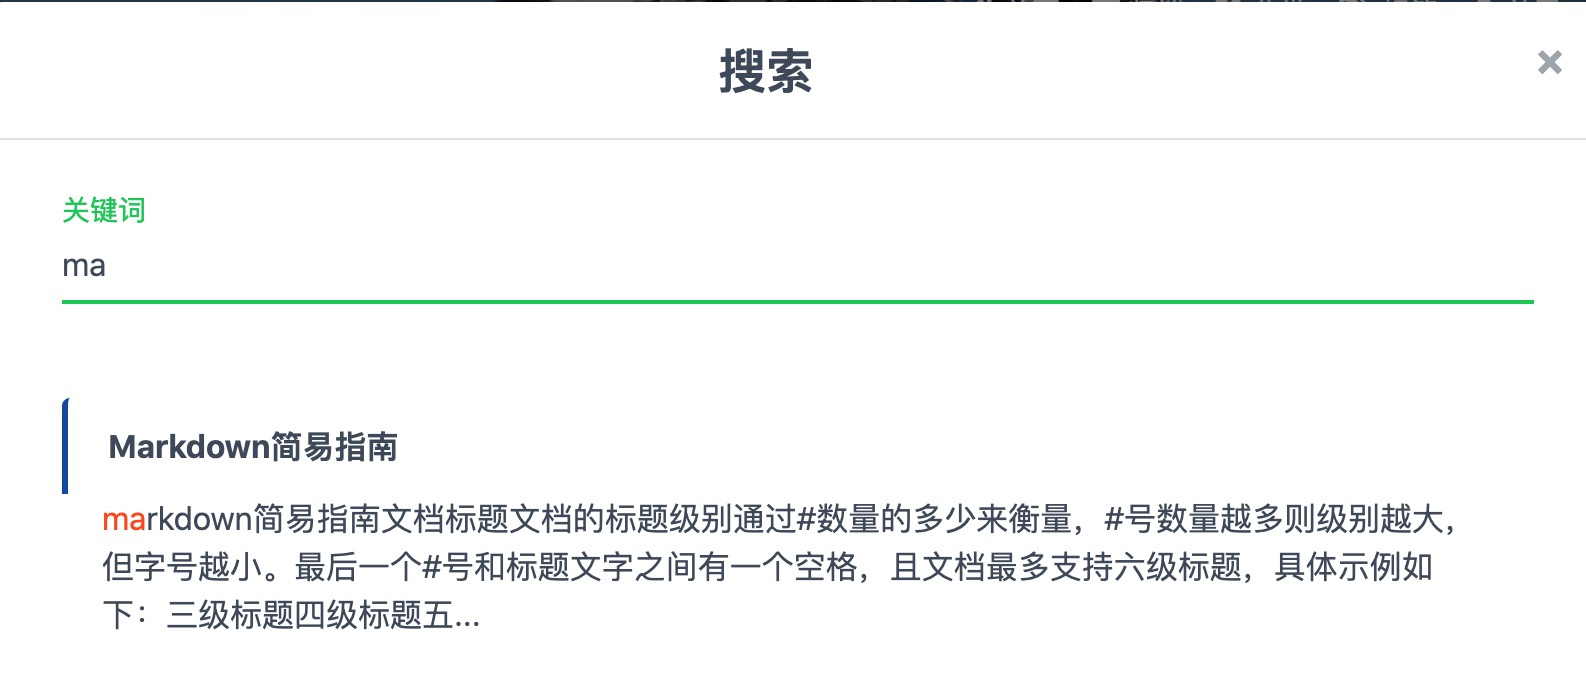 搜索
关键词
ma
Markdown简易指南
markdown简易指南文档标题文档的标题级别通过#数量的多少来衡量，#号数量越多则级别越大，
但字号越小。最后一个#号和标题文字之间有一个空格，且文档最多支持六级标题，具体示例如
下：三级标题四级标题五...